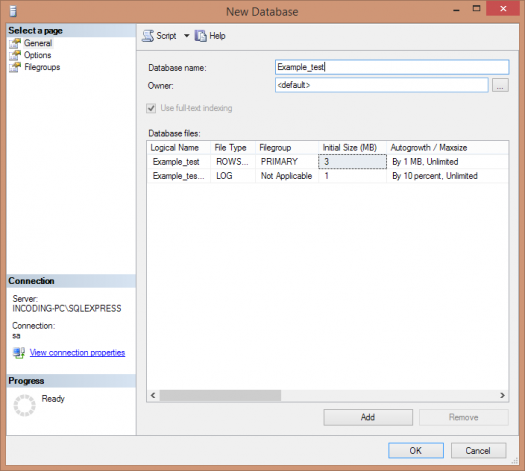 New Database
Select a page
General
Options
Filegroups
Script Help
Database name: Example_test
Owner: <default> ...
Use full-text indexing
Database files:
Logical Name File Type Filegroup Initial Size (MB) Autogrowth / Maxsize
Example_test ROWS... PRIMARY 3 By 1 MB, Unlimited
Example_tes... LOG Not Applicable 1 By 10 percent, Unlimited
Connection
Server:
INCODING-PC\SQLEXPRESS
Connection:
sa
View connection properties
Progress
Ready
Add Remove
OK Cancel